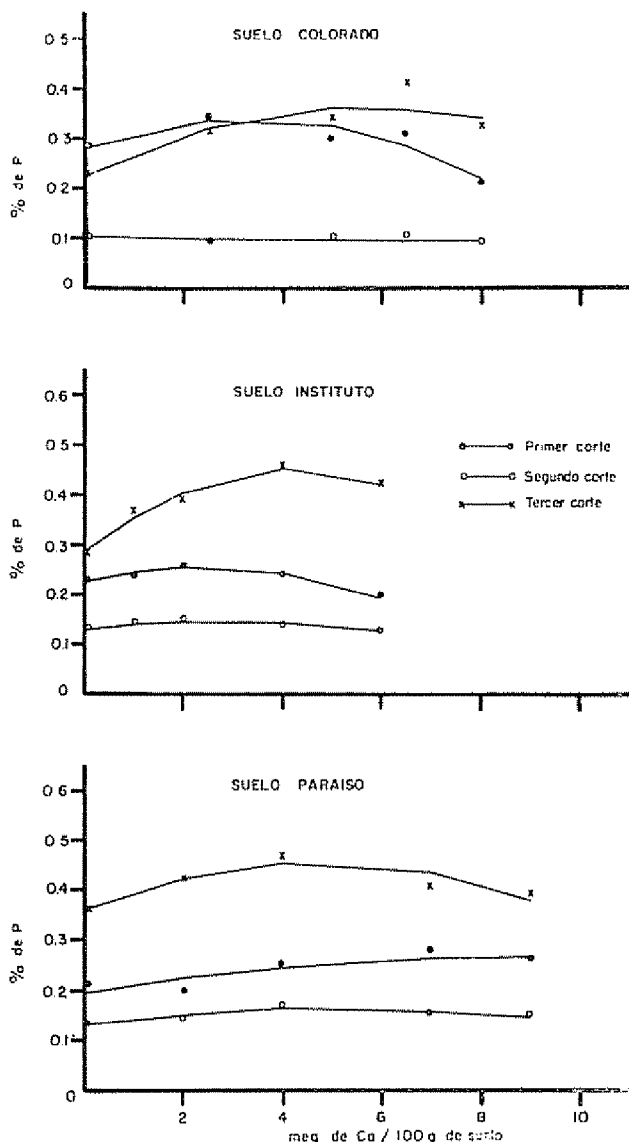 SUELO COLORADO
0.5
0.4
0.3
0.2
0.1
0
% de P
SUELO INSTITUTO
0.6
0.5
0.4
0.3
0.2
0.1
0
% de P
Primer corte
Segundo corte
Tercer corte
SUELO PARAISO
0.6
0.5
0.4
0.3
0.2
0.1
0
% de P
2 4 6 8 10
meq de Ca / 100 g de suelo